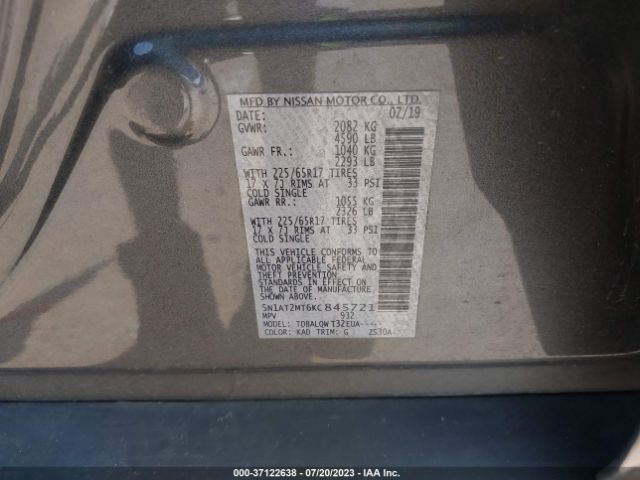 MFD BY NISSAN MOTOR CO., LTD.
DATE: 02/19
GVWR: 2082 KG
4590 LB
GAWR FR.: 1040 KG
2293 LB
WITH 225/65R17 TIRES
17 X 7J RIMS AT 33 PSI
COLD SINGLE
GAWR RR.: 1055 KG
2326 LB
WITH 225/65R17 TIRES
17 X 7J RIMS AT 33 PSI
COLD SINGLE
THIS VEHICLE CONFORMS TO
ALL APPLICABLE FEDERAL
MOTOR VEHICLE SAFETY AND
THEFT PREVENTION
STANDARDS IN EFFECT ON
THE DATE OF MANUFACTURE
SHOWN ABOVE.
5N1AT2MT6KC845721
MPV 932
MODEL: TDBALQWT32EUA-----
COLOR: KAD TRIM: G ZS30A
000-37122638 / 07/20/2023 / IAA Inc.